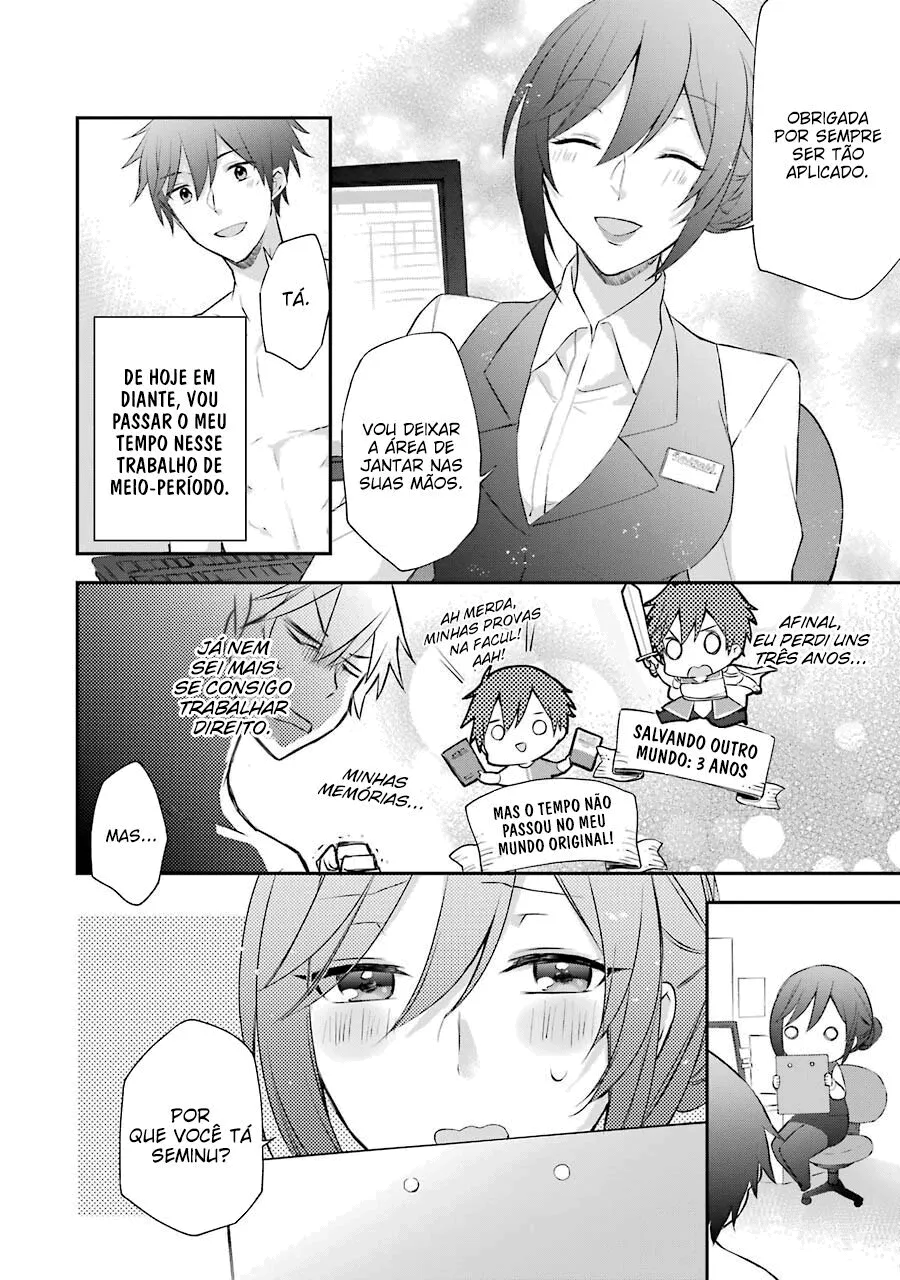 OBRIGADA
POR SEMPRE
SER TÃO
APLICADO.
VOU DEIXAR
A ÁREA DE
JANTAR NAS
SUAS MÃOS.
TÁ.
DE HOJE EM
DIANTE, VOU
PASSAR O MEU
TEMPO NESSE
TRABALHO DE
MEIO-PERÍODO.
AFINAL,
EU PERDI UNS
TRÊS ANOS...
SALVANDO OUTRO
MUNDO: 3 ANOS
AH MERDA,
MINHAS PROVAS
NA FACUL!
AAH!
MAS O TEMPO NÃO
PASSOU NO MEU
MUNDO ORIGINAL!
MINHAS
MEMÓRIAS...
JÁ NEM
SEI MAIS
SE CONSIGO
TRABALHAR
DIREITO.
MAS...
POR
QUE VOCÊ TÁ
SEMINU?